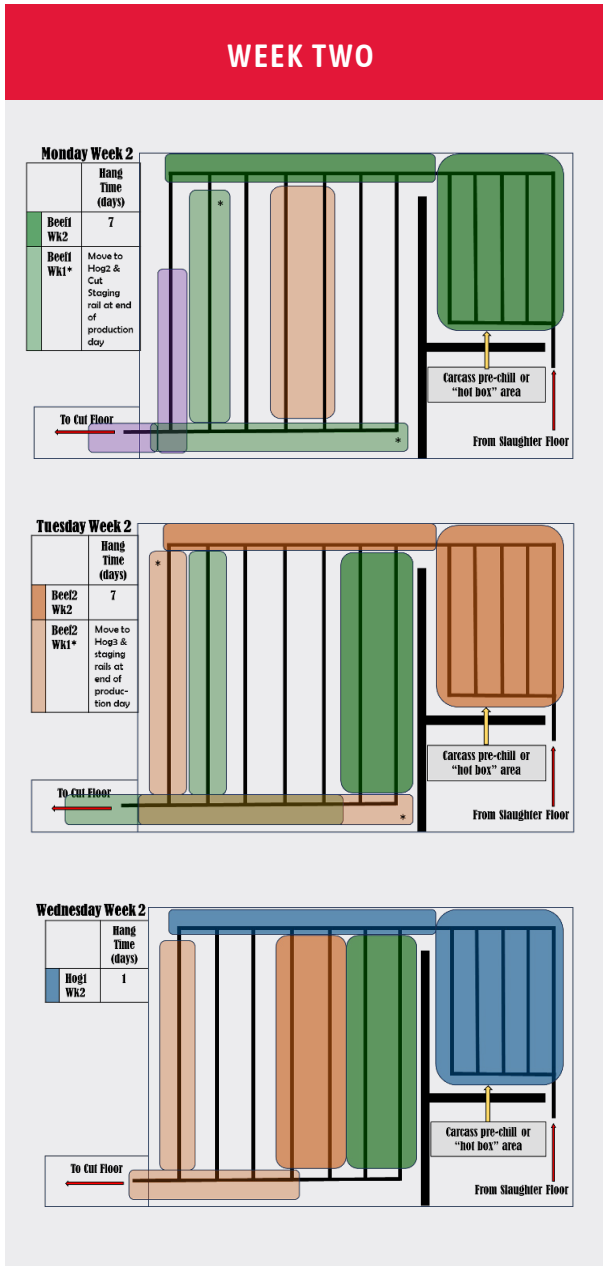 WEEK TWO
Monday Week 2
Hang
Time
(days)
Beef1
Wk2
7
Beef1
Wk1*
Move to
Hog2 &
Cut
Staging
rail at end
of
production
day
*
*
To Cut Floor
Carcass pre-chill or
"hot box" area
From Slaughter Floor
Tuesday Week 2
Hang
Time
(days)
Beef2
Wk2
7
Beef2
Wk1*
Move to
Hog3 &
staging
rails at
end of
produc-
tion day
*
*
To Cut Floor
Carcass pre-chill or
"hot box" area
From Slaughter Floor
Wednesday Week 2
Hang
Time
(days)
Hog1
Wk2
1
To Cut Floor
Carcass pre-chill or
"hot box" area
From Slaughter Floor